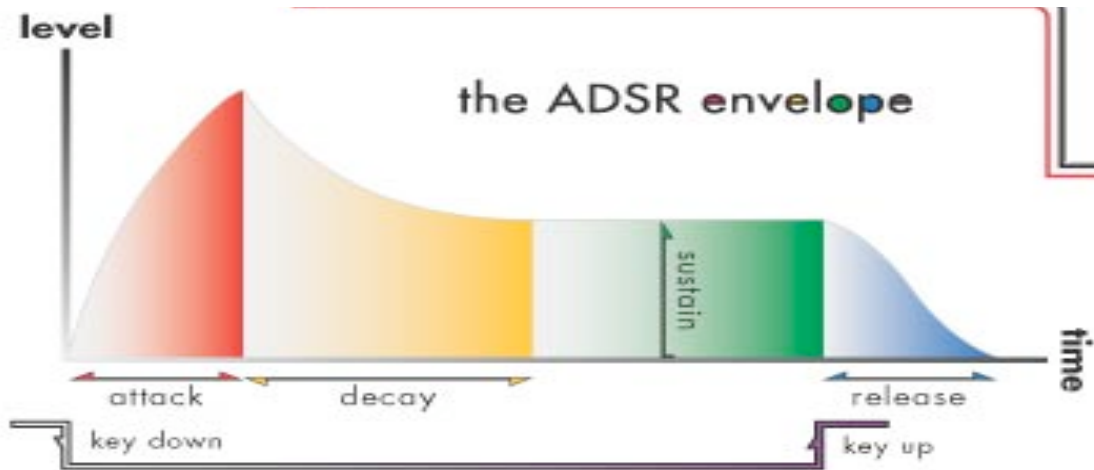 level
the ADSR envelope
sustain
time
attack
decay
release
key down
key up